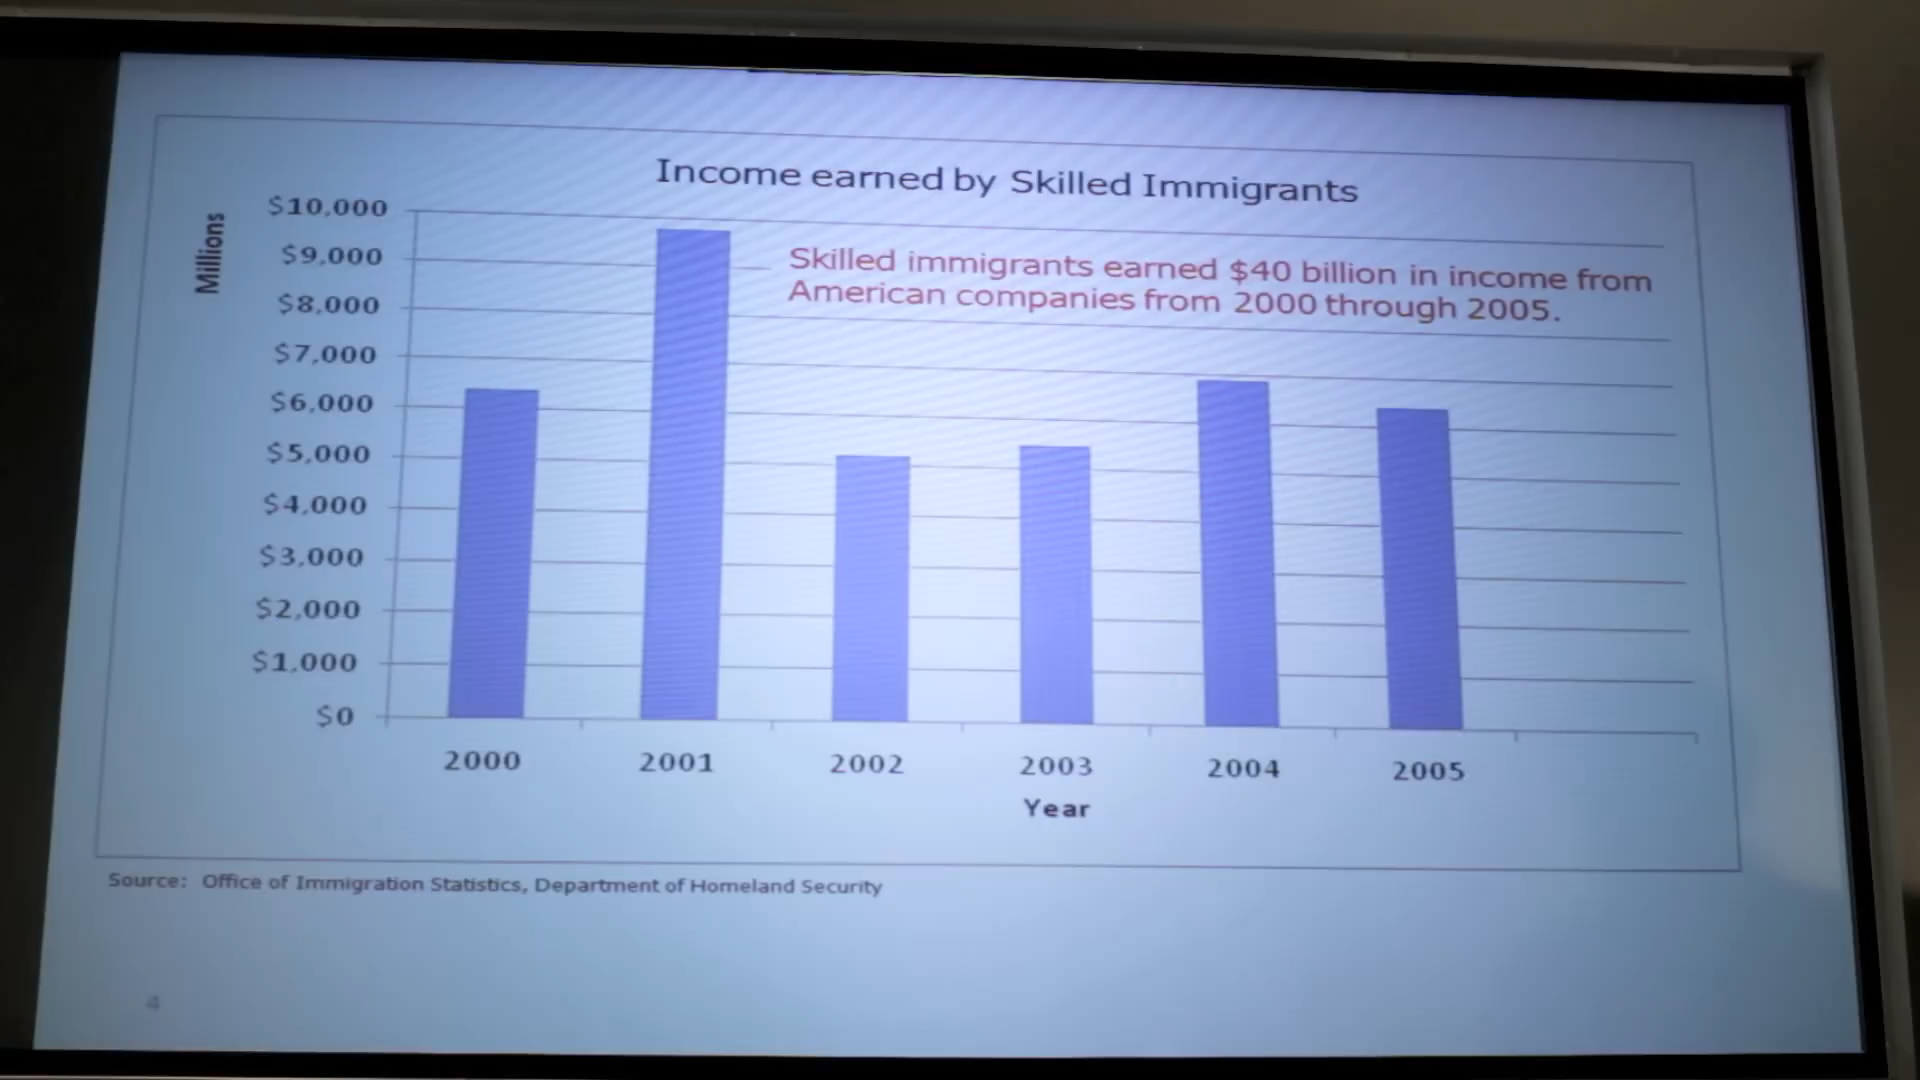 Income earned by Skilled Immigrants
Millions
$10,000
$9,000
$8,000
$7,000
$6,000
$5,000
$4,000
$3,000
$2,000
$1,000
$0
Skilled immigrants earned $40 billion in income from
American companies from 2000 through 2005.
2000 2001 2002 2003 2004 2005
Year
Source: Office of Immigration Statistics, Department of Homeland Security
4